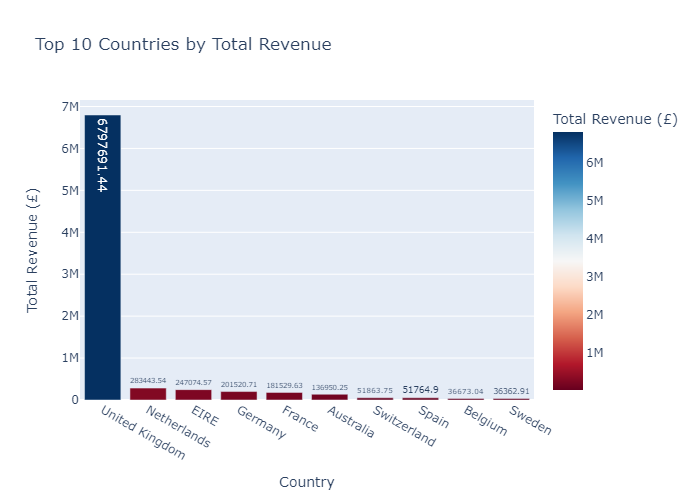 Top 10 Countries by Total Revenue
Total Revenue (£)
7M
6M
5M
4M
3M
2M
1M
0
6797691.44
283443.54
247074.57
201520.71
181529.63
136950.25
51863.75
51764.9
36673.04
36362.91
United Kingdom
Netherlands
EIRE
Germany
France
Australia
Switzerland
Spain
Belgium
Sweden
Country
Total Revenue (£)
6M
5M
4M
3M
2M
1M